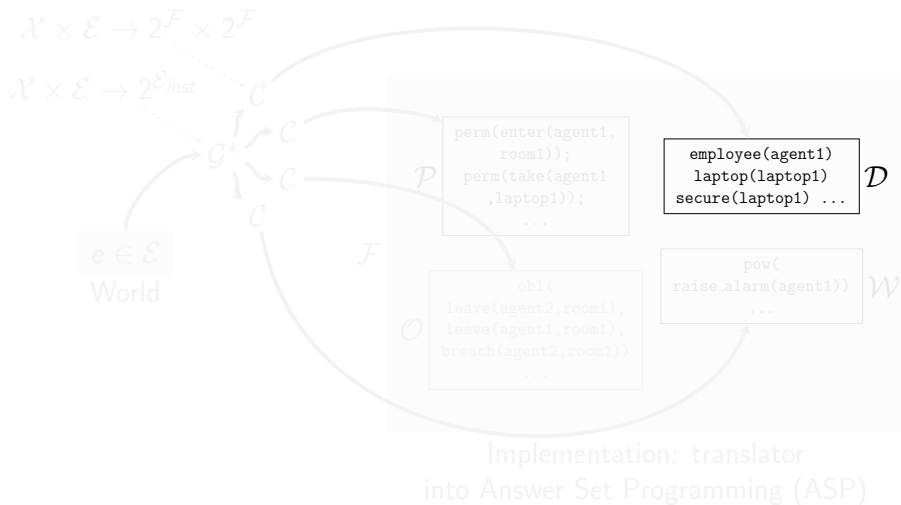 𝒳 × ℰ → 2^ℱ × 2^ℱ
𝒳 × ℰ → 2^ℰinst
𝒞
𝒞
𝒢*
𝒞
𝒞
e ∈ ℰ
World
ℱ
𝒫
perm(enter(agent1,
room1));
perm(take(agent1
,laptop1));
...
employee(agent1)
laptop(laptop1)
secure(laptop1) ...
𝒟
𝒪
obl(
leave(agent2,room1),
leave(agent1,room1),
breach(agent2,room1))
...
pow(
raise_alarm(agent1))
...
𝒲
Implementation: translator
into Answer Set Programming (ASP)